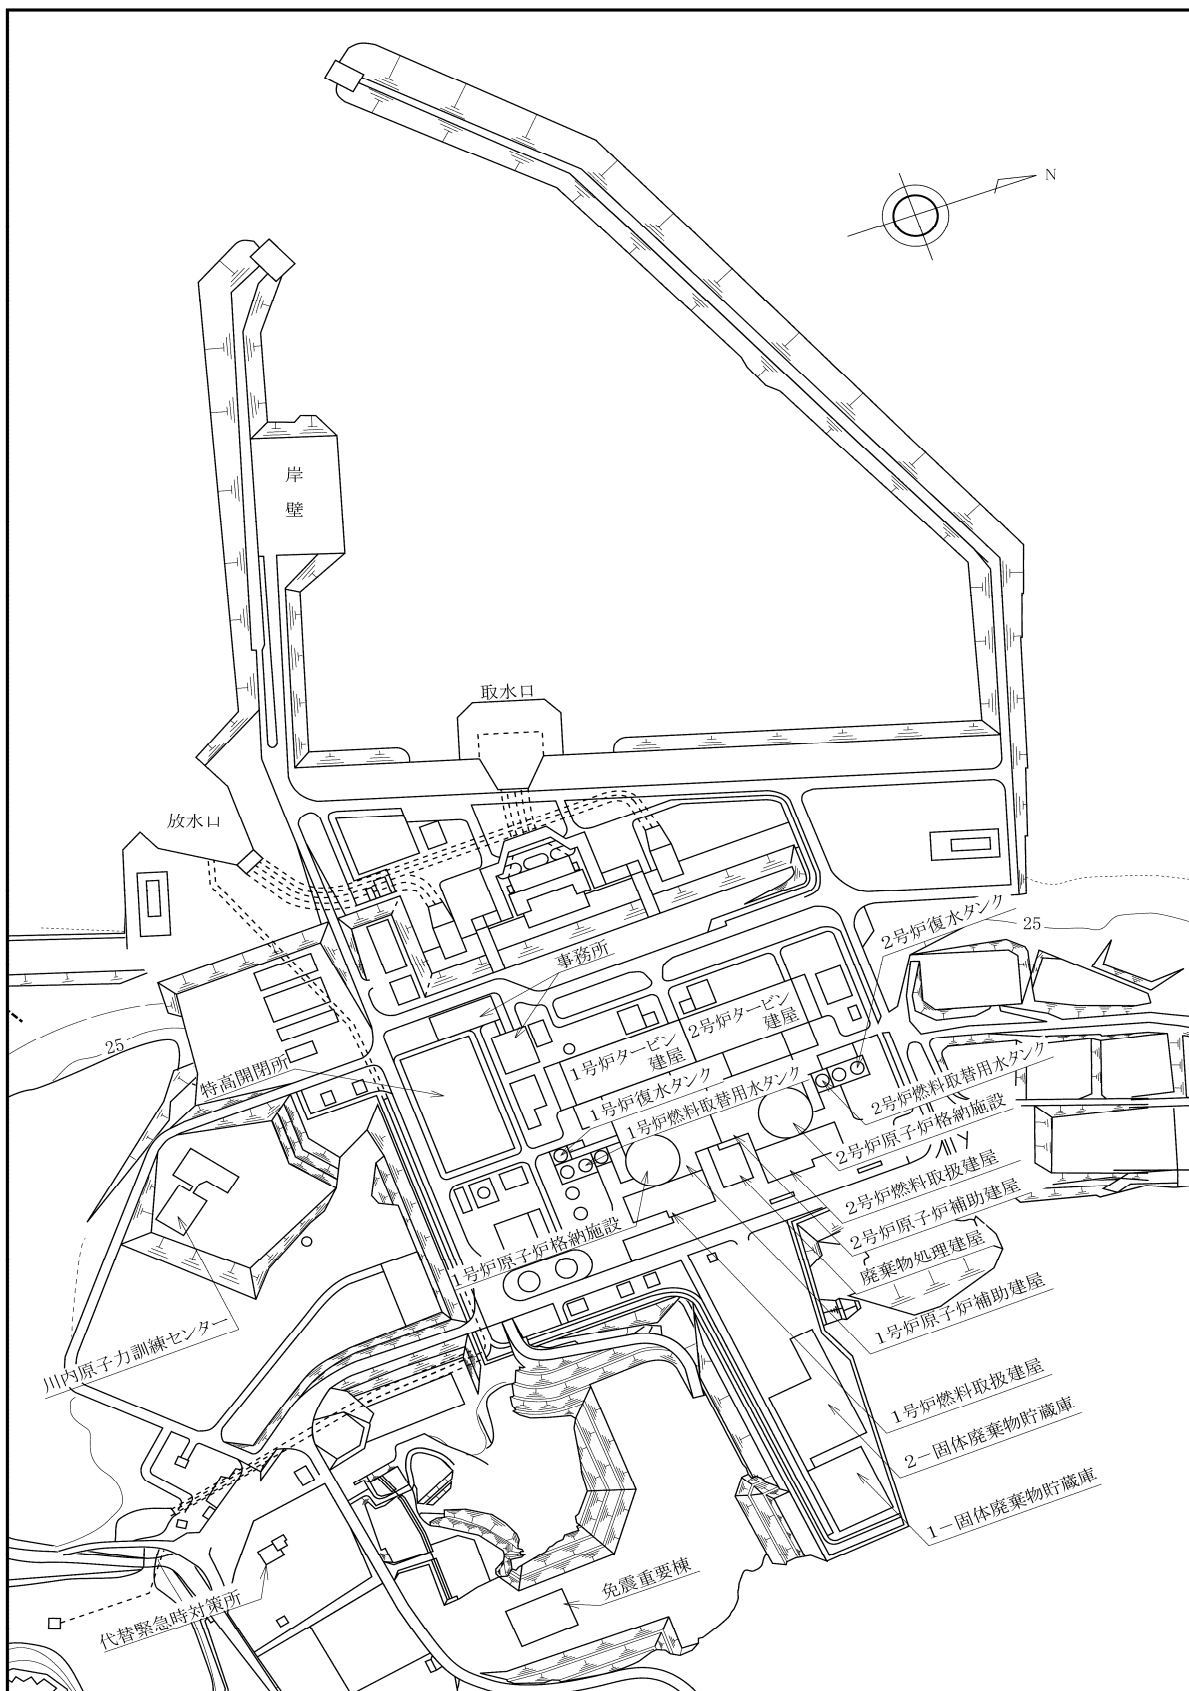 N
岸
壁
取水口
放水口
2号炉復水タンク
25
事務所
2号炉タービン
建屋
1号炉タービン
建屋
25
特高開閉所
1号炉復水タンク
1号炉燃料取替用水タンク
2号炉燃料取替用水タンク
2号炉原子炉格納施設
2号炉燃料取扱建屋
2号炉原子炉補助建屋
1号炉原子炉格納施設
廃棄物処理建屋
1号炉原子炉補助建屋
川内原子力訓練センター
1号炉燃料取扱建屋
2－固体廃棄物貯蔵庫
1－固体廃棄物貯蔵庫
免震重要棟
代替緊急時対策所